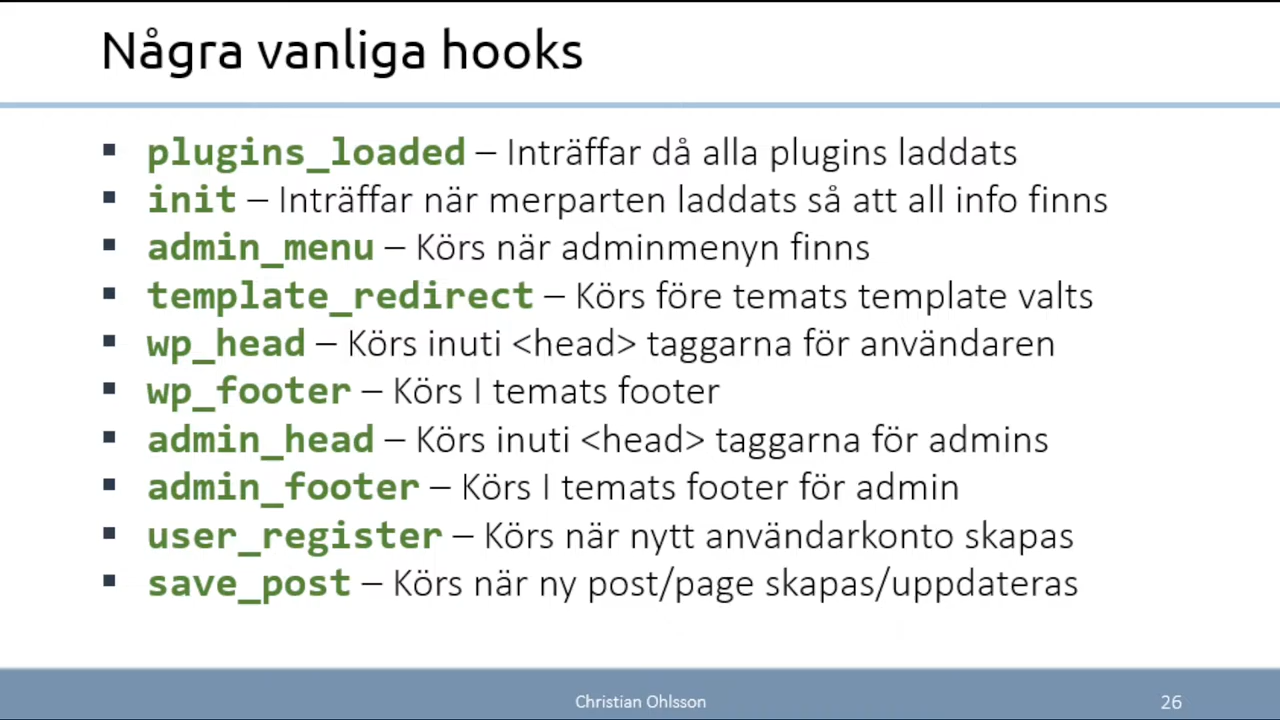 Några vanliga hooks
▪ plugins_loaded – Inträffar då alla plugins laddats
▪ init – Inträffar när merparten laddats så att all info finns
▪ admin_menu – Körs när adminmenyn finns
▪ template_redirect – Körs före temats template valts
▪ wp_head – Körs inuti <head> taggarna för användaren
▪ wp_footer – Körs I temats footer
▪ admin_head – Körs inuti <head> taggarna för admins
▪ admin_footer – Körs I temats footer för admin
▪ user_register – Körs när nytt användarkonto skapas
▪ save_post – Körs när ny post/page skapas/uppdateras
Christian Ohlsson
26